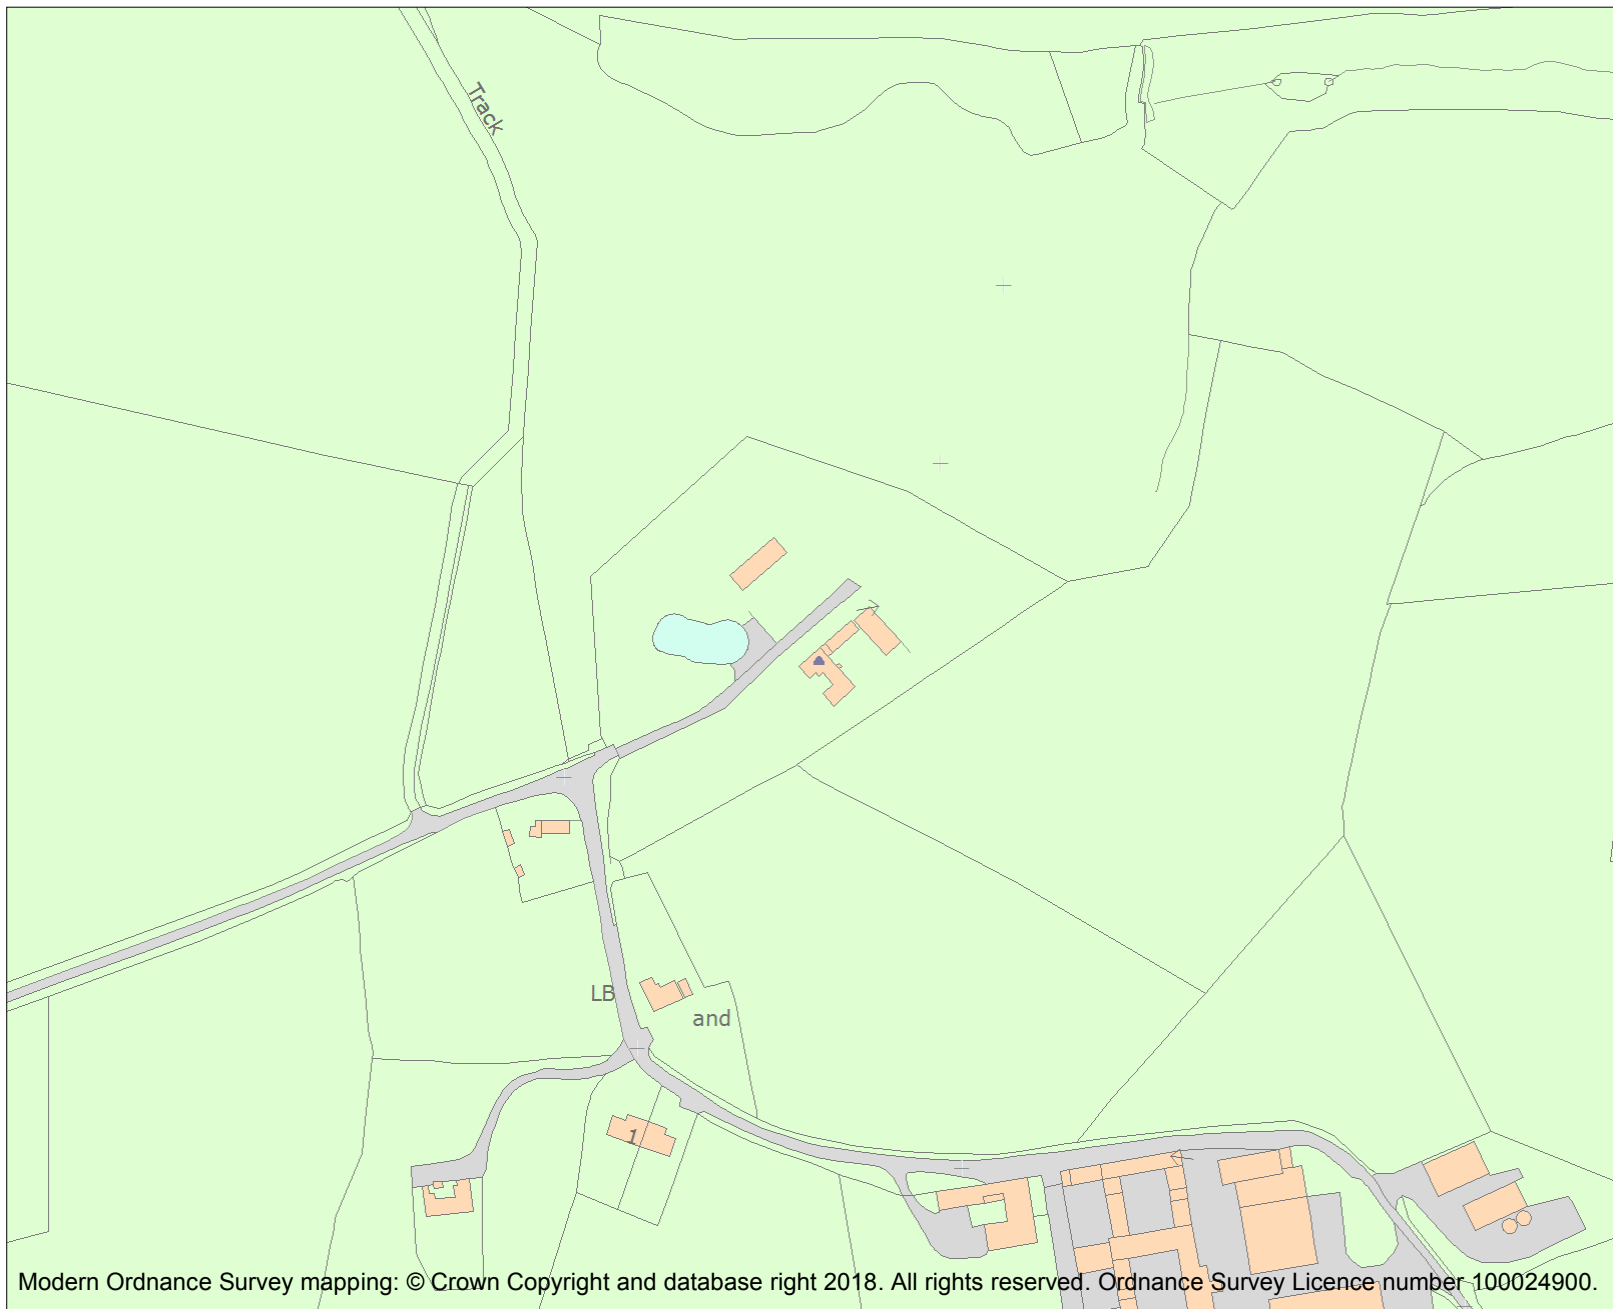 Track
LB
and
1
Modern Ordnance Survey mapping: © Crown Copyright and database right 2018. All rights reserved. Ordnance Survey Licence number 100024900.